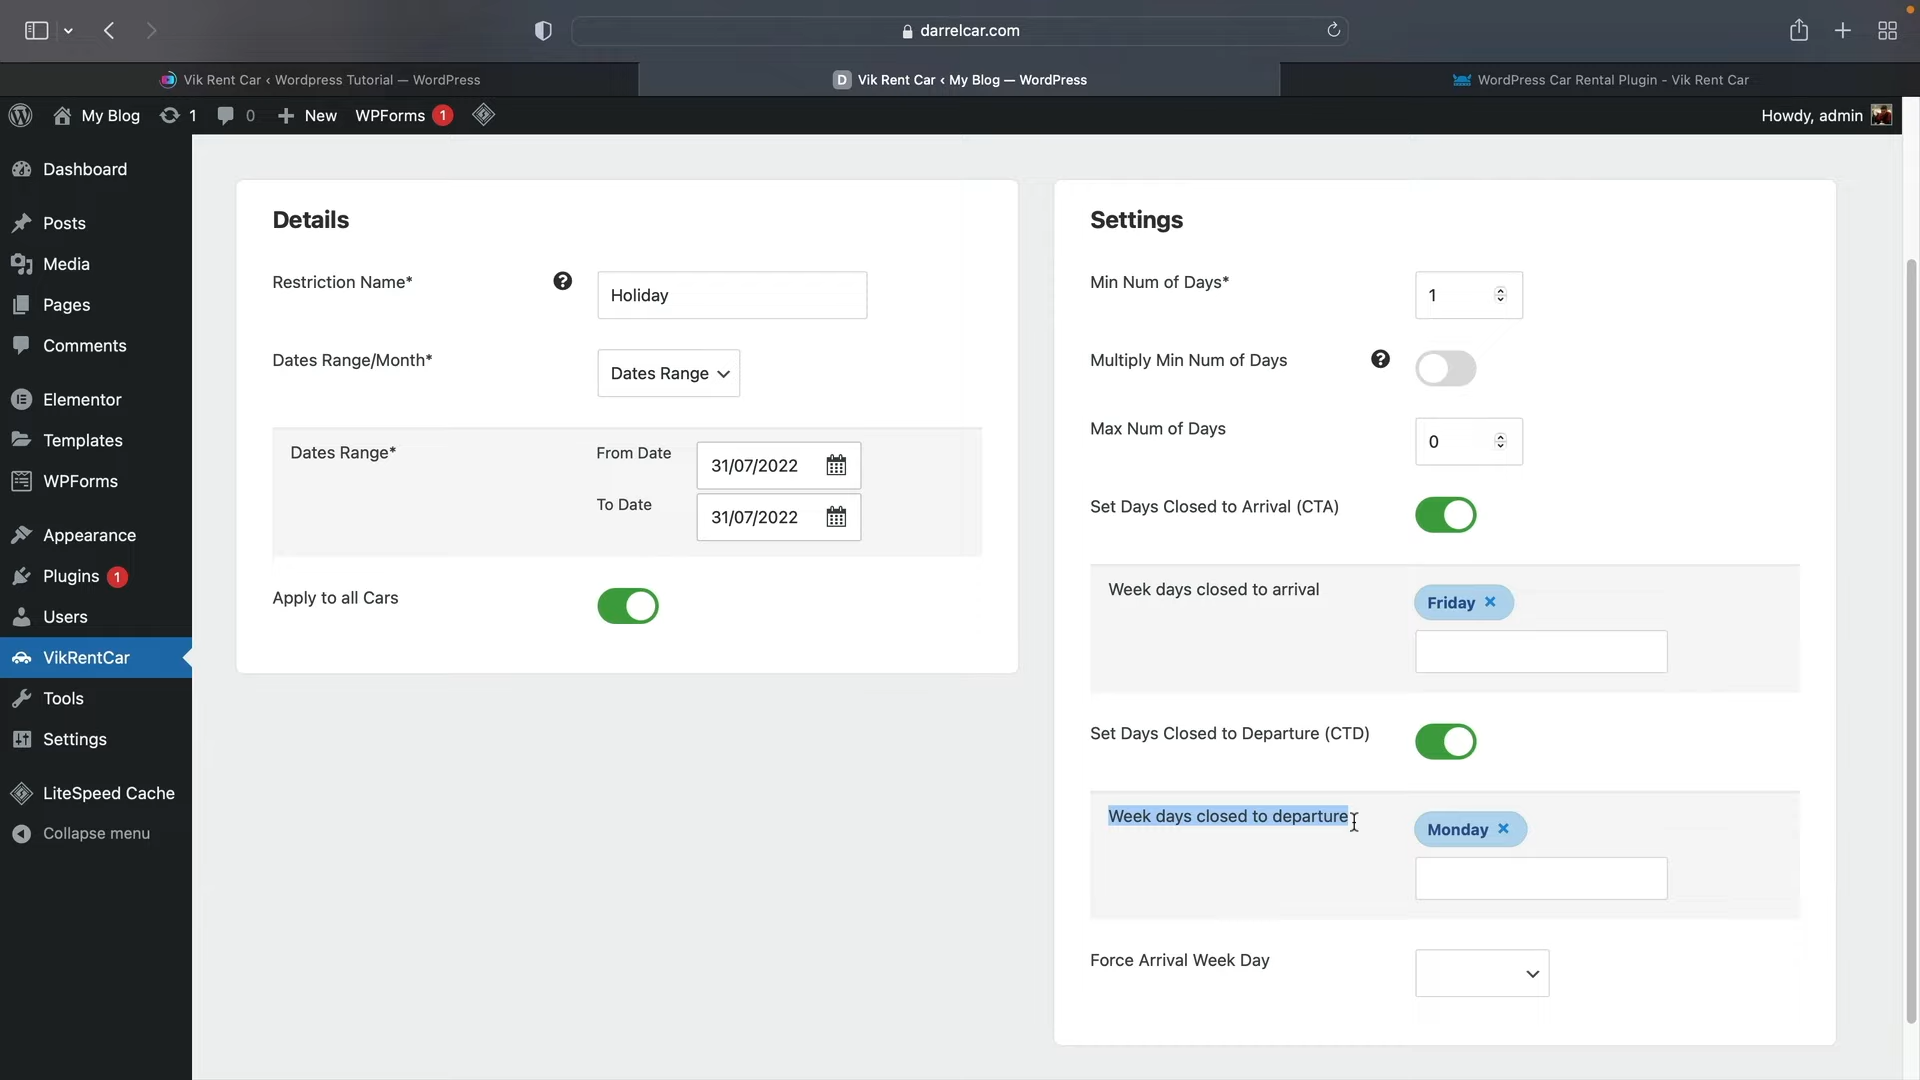 darrelcar.com
Vik Rent Car ‹ Wordpress Tutorial — WordPress
D Vik Rent Car ‹ My Blog — WordPress
WordPress Car Rental Plugin - Vik Rent Car
My Blog 1 0 New WPForms 1
Howdy, admin
Dashboard
Posts
Media
Pages
Comments
Elementor
Templates
WPForms
Appearance
Plugins 1
Users
VikRentCar
Tools
Settings
LiteSpeed Cache
Collapse menu
Details
Restriction Name* ? Holiday
Dates Range/Month* Dates Range
Dates Range* From Date 31/07/2022
To Date 31/07/2022
Apply to all Cars
Settings
Min Num of Days* 1
Multiply Min Num of Days ?
Max Num of Days 0
Set Days Closed to Arrival (CTA)
Week days closed to arrival Friday ×
Set Days Closed to Departure (CTD)
Week days closed to departure Monday ×
Force Arrival Week Day